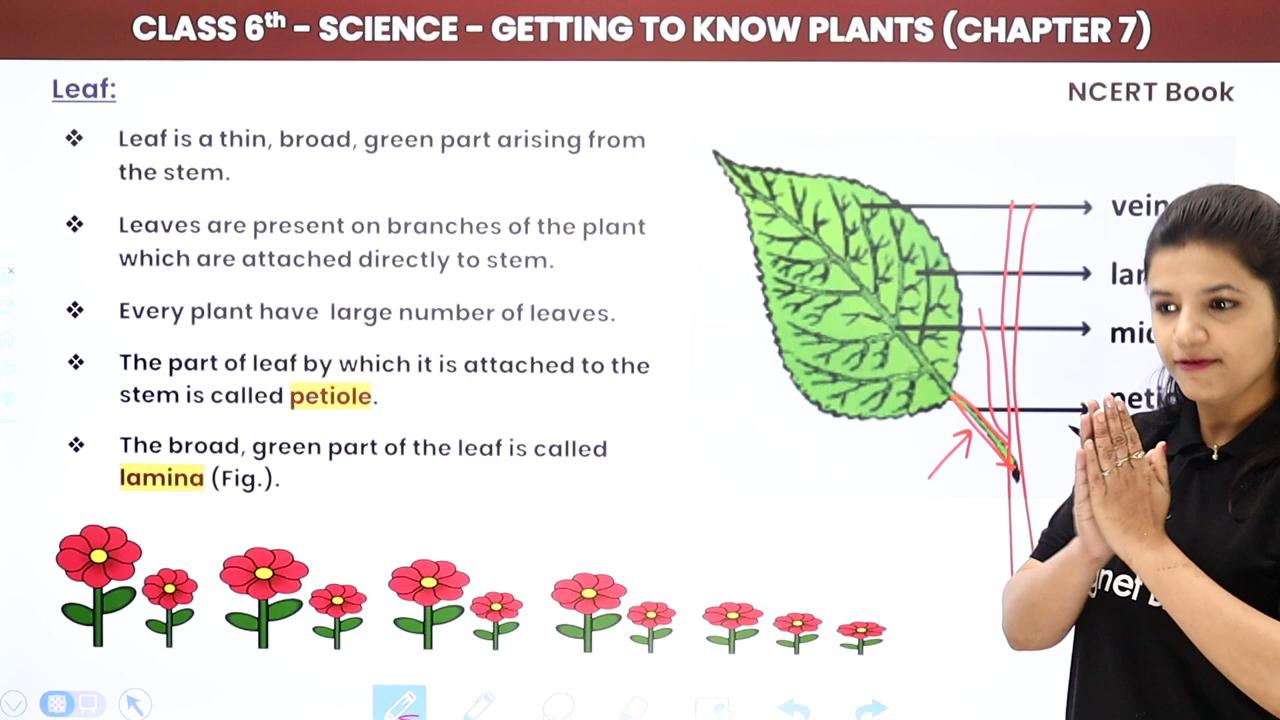 CLASS 6th – SCIENCE – GETTING TO KNOW PLANTS (CHAPTER 7)
Leaf:
NCERT Book
❖ Leaf is a thin, broad, green part arising from
the stem.
❖ Leaves are present on branches of the plant
which are attached directly to stem.
❖ Every plant have large number of leaves.
❖ The part of leaf by which it is attached to the
stem is called petiole.
❖ The broad, green part of the leaf is called
lamina (Fig.).